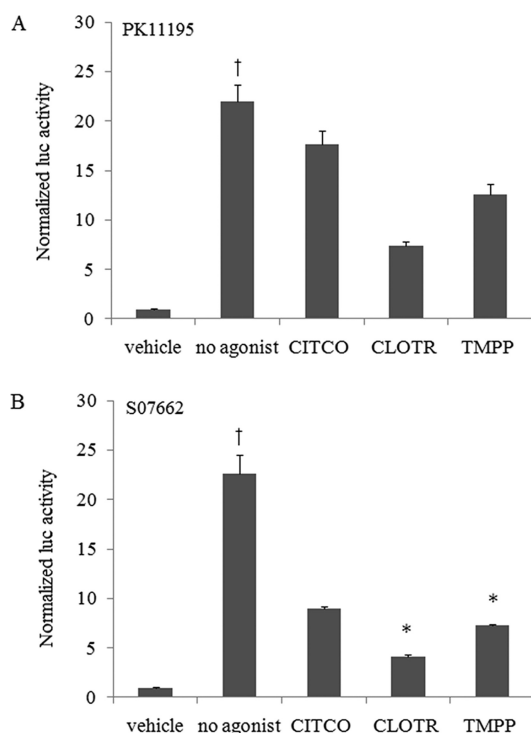 A
PK11195
Normalized luc activity
30
25
20
15
10
5
0
†
vehicle no agonist CITCO CLOTR TMPP
B
S07662
Normalized luc activity
30
25
20
15
10
5
0
†
*
*
vehicle no agonist CITCO CLOTR TMPP